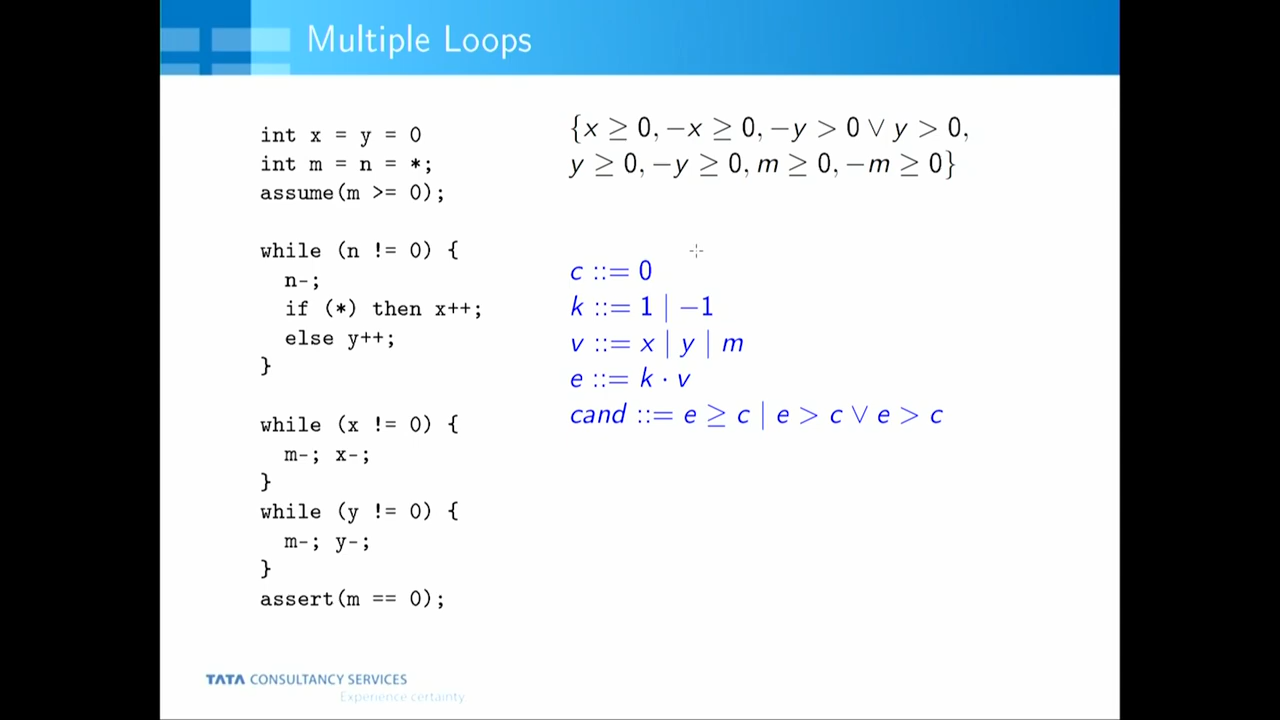 Multiple Loops
int x = y = 0
int m = n = *;
assume(m >= 0);
while (n != 0) {
n-;
if (*) then x++;
else y++;
}
while (x != 0) {
m-; x-;
}
while (y != 0) {
m-; y-;
}
assert(m == 0);
{x ≥ 0, −x ≥ 0, −y > 0 ∨ y > 0,
y ≥ 0, −y ≥ 0, m ≥ 0, −m ≥ 0}
c ::= 0
k ::= 1 | −1
v ::= x | y | m
e ::= k · v
cand ::= e ≥ c | e > c ∨ e > c
TATA CONSULTANCY SERVICES
Experience certainty